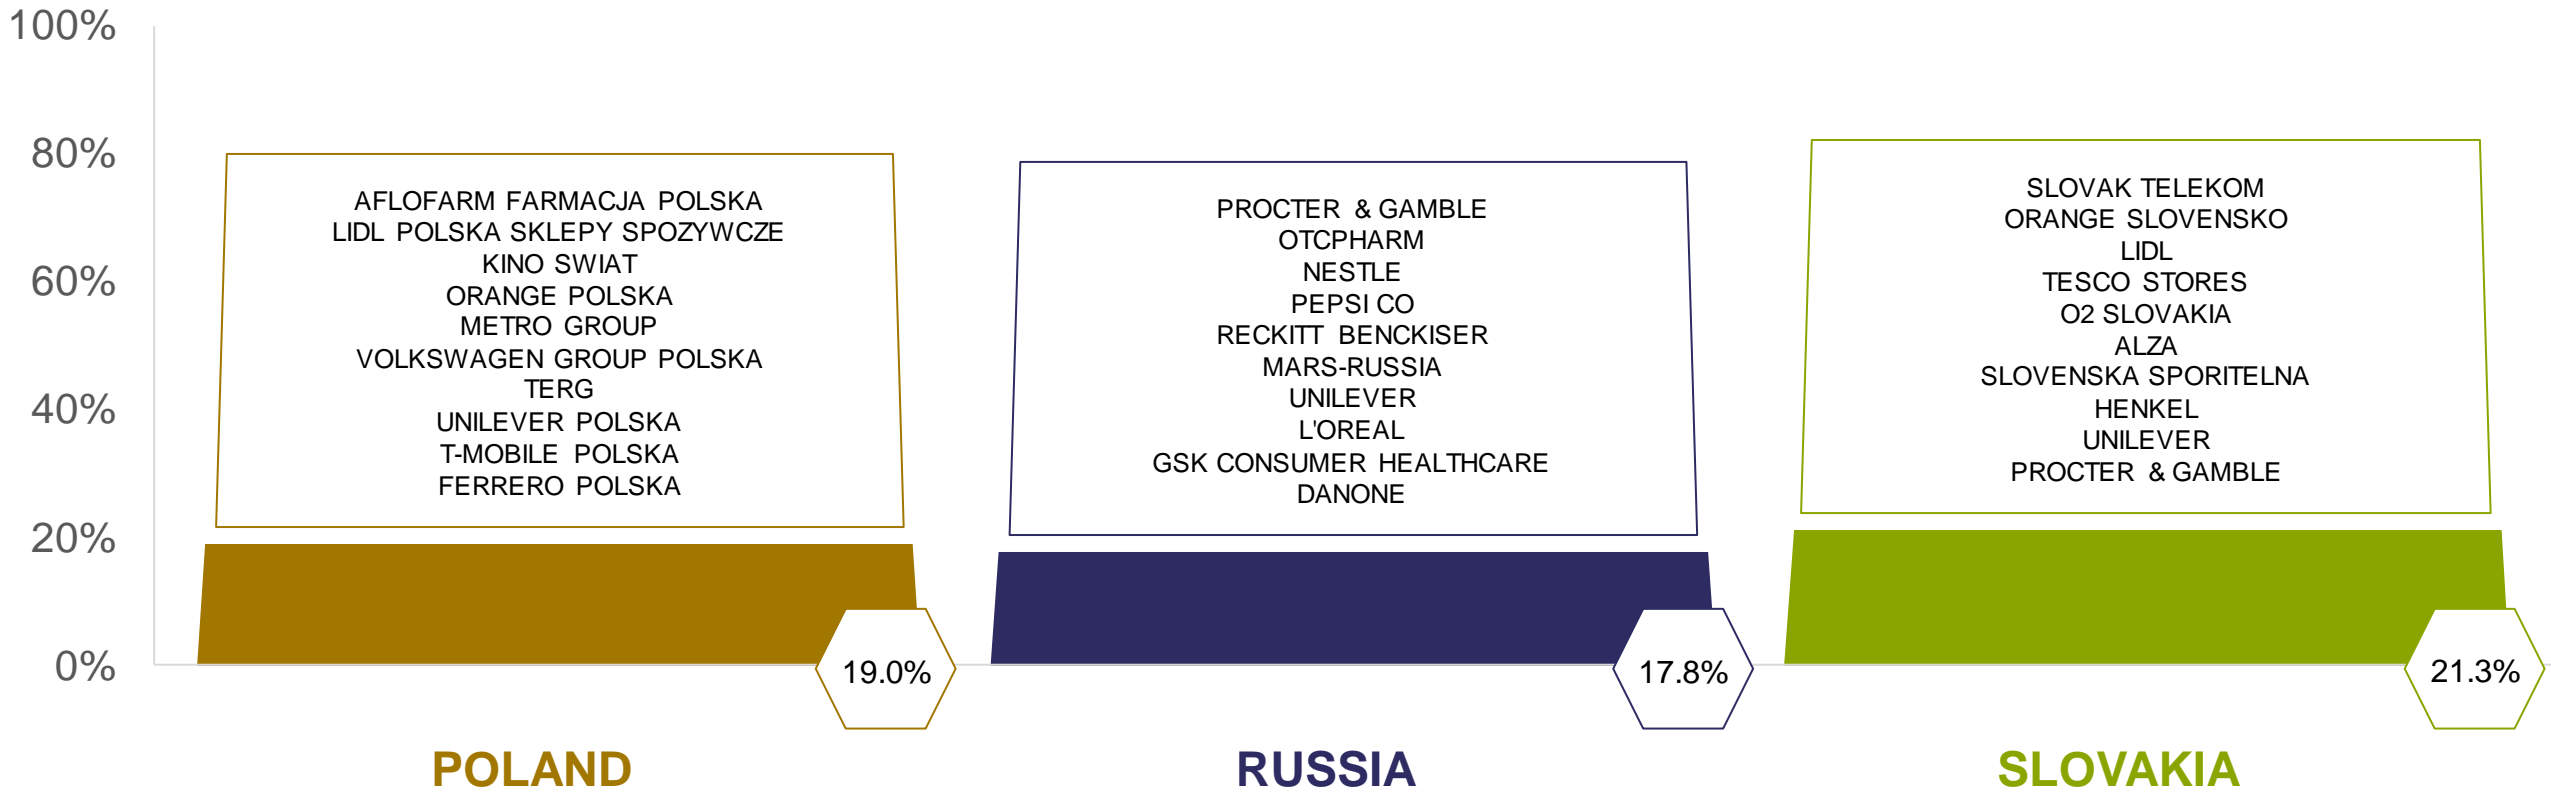 100%
80%
60%
40%
20%
0%
AFLOFARM FARMACJA POLSKA
LIDL POLSKA SKLEPY SPOZYWCZE
KINO SWIAT
ORANGE POLSKA
METRO GROUP
VOLKSWAGEN GROUP POLSKA
TERG
UNILEVER POLSKA
T-MOBILE POLSKA
FERRERO POLSKA
19.0%
POLAND
PROCTER & GAMBLE
OTCPHARM
NESTLE
PEPSI CO
RECKITT BENCKISER
MARS-RUSSIA
UNILEVER
L'OREAL
GSK CONSUMER HEALTHCARE
DANONE
17.8%
RUSSIA
SLOVAK TELEKOM
ORANGE SLOVENSKO
LIDL
TESCO STORES
O2 SLOVAKIA
ALZA
SLOVENSKA SPORITELNA
HENKEL
UNILEVER
PROCTER & GAMBLE
21.3%
SLOVAKIA